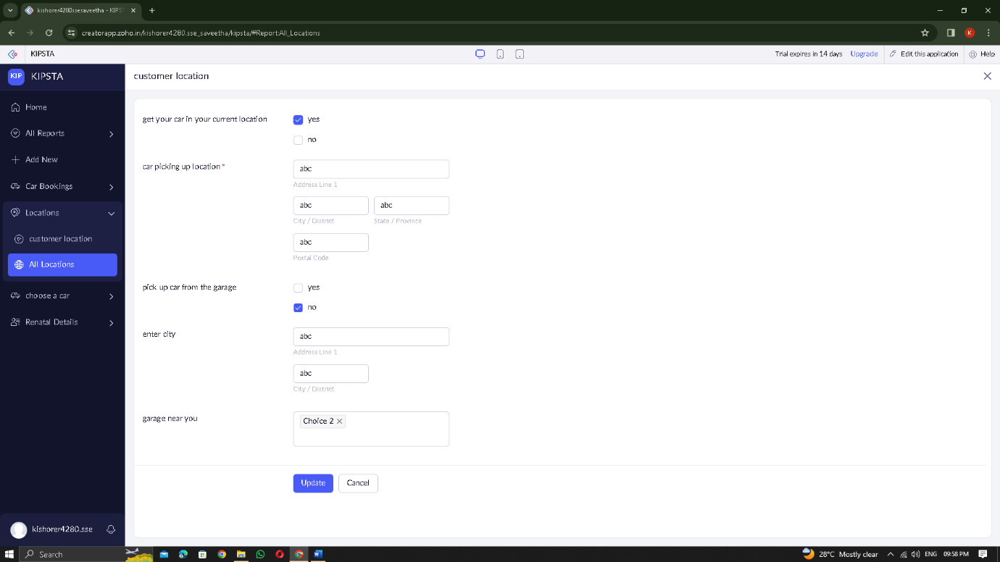 kishorer4280ssesaveetha - KIPS
creatorapp.zoho.in/kishorer4280.sse_saveetha/kipsta/#Report:All_Locations
K
KIPSTA
Trial expires in 14 days Upgrade Edit this application Help
KIP KIPSTA
customer location
Home
All Reports
Add New
Car Bookings
Locations
customer location
All Locations
choose a car
Renatal Details
kishorer4280.sse
get your car in your current location
yes
no
car picking up location *
abc
Address Line 1
abc abc
City / District State / Province
abc
Postal Code
pick up car from the garage
yes
no
enter city
abc
Address Line 1
abc
City / District
garage near you
Choice 2
Update Cancel
Search
28°C Mostly clear ENG 09:58 PM